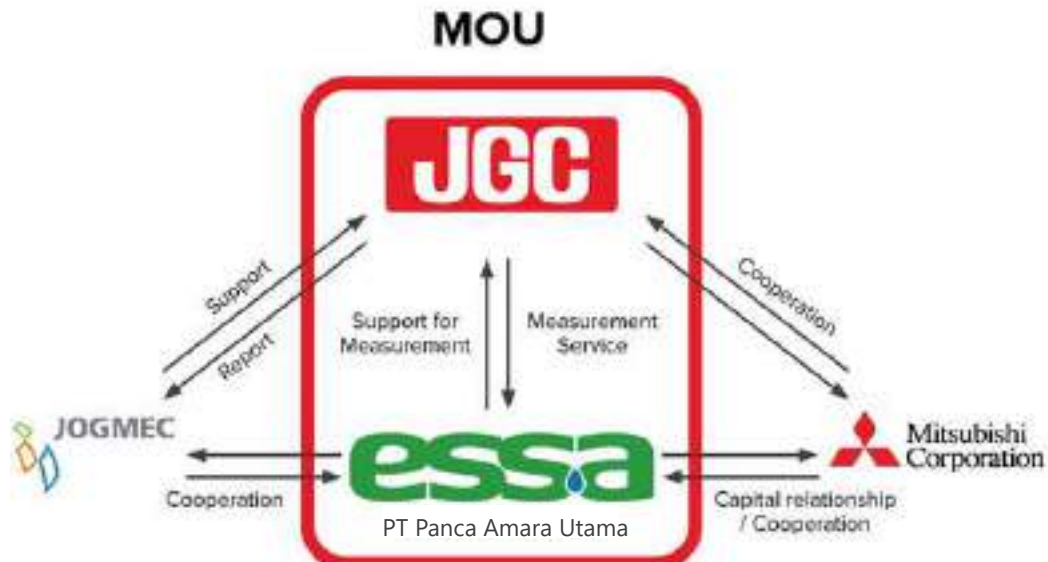 MOU
JGC
Support
Report
Support for
Measurement
Measurement
Service
Cooperation
JOGMEC
Cooperation
essa
PT Panca Amara Utama
Mitsubishi
Corporation
Capital relationship
/ Cooperation